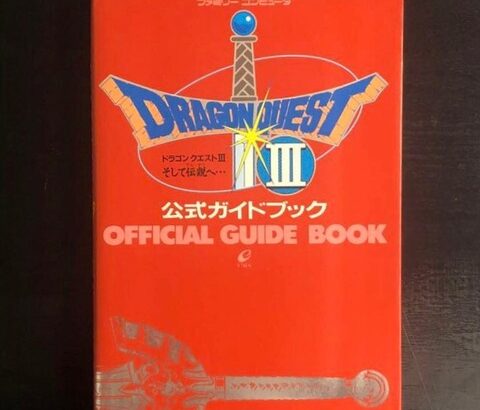 ファミリーコンピュータ
DRAGON QUEST
III
ドラゴンクエストIII
そして伝説へ…
公式ガイドブック
OFFICIAL GUIDE BOOK